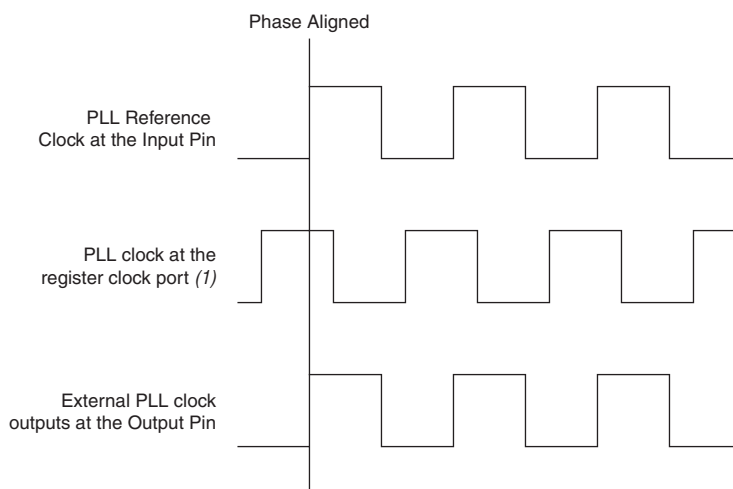 Phase Aligned
PLL Reference
Clock at the Input Pin
PLL clock at the
register clock port (1)
External PLL clock
outputs at the Output Pin